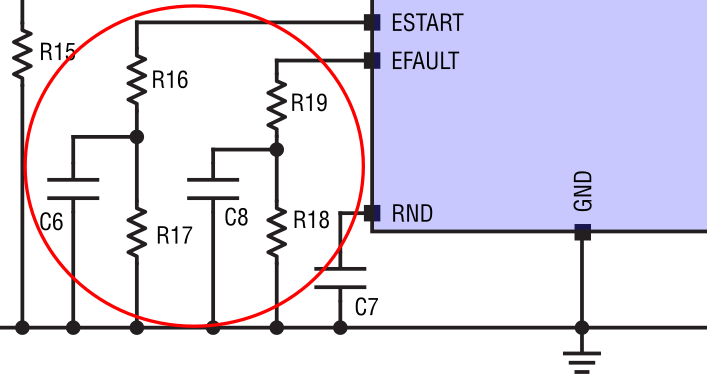 ESTART
R15
EFAULT
R16
R19
GND
C6
C8
R18
RND
R17
C7